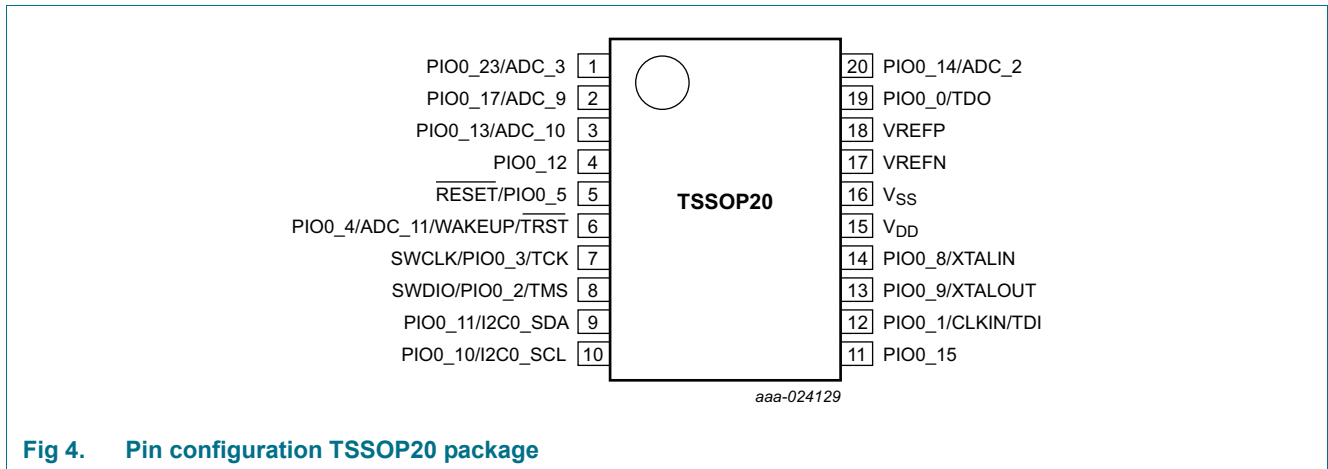 PIO0_23/ADC_3 1
PIO0_17/ADC_9 2
PIO0_13/ADC_10 3
PIO0_12 4
RESET/PIO0_5 5
PIO0_4/ADC_11/WAKEUP/TRST 6
SWCLK/PIO0_3/TCK 7
SWDIO/PIO0_2/TMS 8
PIO0_11/I2C0_SDA 9
PIO0_10/I2C0_SCL 10
TSSOP20
20 PIO0_14/ADC_2
19 PIO0_0/TDO
18 VREFP
17 VREFN
16 VSS
15 VDD
14 PIO0_8/XTALIN
13 PIO0_9/XTALOUT
12 PIO0_1/CLKIN/TDI
11 PIO0_15
aaa-024129
Fig 4. Pin configuration TSSOP20 package